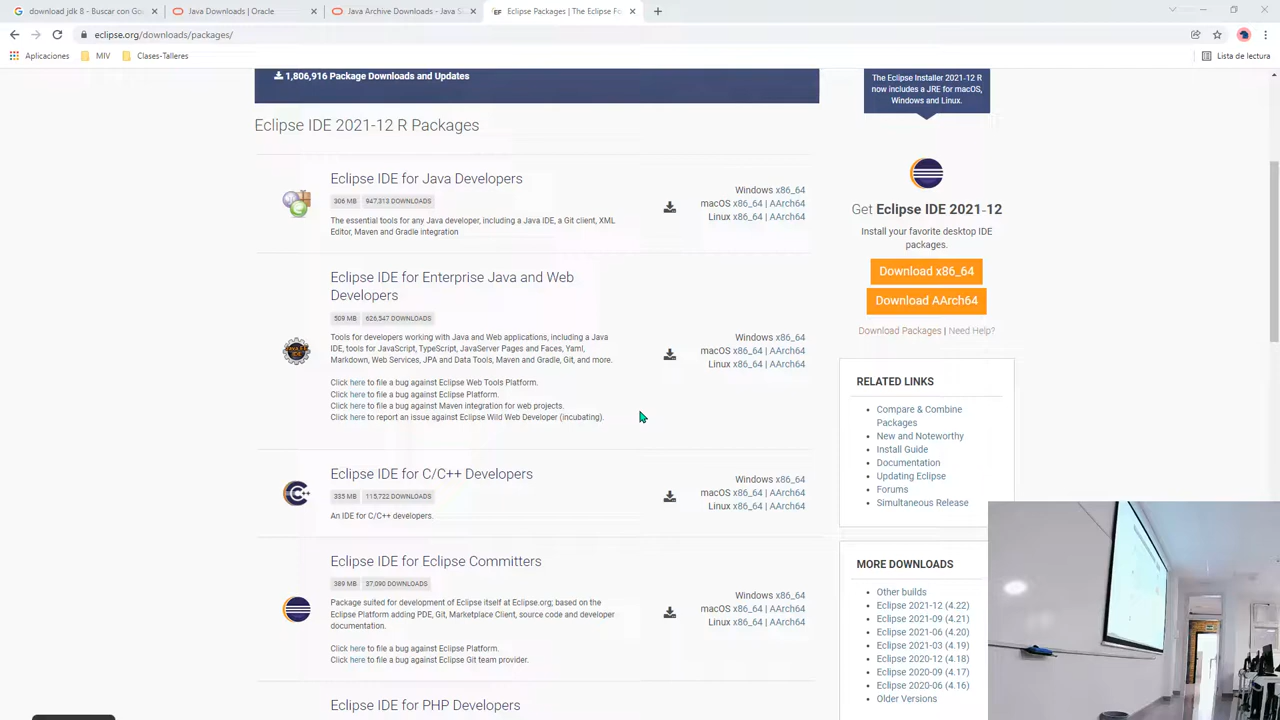 download jdk 8 - Buscar con Go
Java Downloads | Oracle
Java Archive Downloads - Java SE
Eclipse Packages | The Eclipse Fo
eclipse.org/downloads/packages/
Aplicaciones
MIV
Clases-Talleres
Lista de lectura
1,806,916 Package Downloads and Updates
Eclipse IDE 2021-12 R Packages
Eclipse IDE for Java Developers
306 MB 947,313 DOWNLOADS
The essential tools for any Java developer, including a Java IDE, a Git client, XML
Editor, Maven and Gradle integration
Windows x86_64
macOS x86_64 | AArch64
Linux x86_64 | AArch64
Eclipse IDE for Enterprise Java and Web
Developers
509 MB 626,547 DOWNLOADS
Tools for developers working with Java and Web applications, including a Java
IDE, tools for JavaScript, TypeScript, JavaServer Pages and Faces, Yaml,
Markdown, Web Services, JPA and Data Tools, Maven and Gradle, Git, and more.
Click here to file a bug against Eclipse Web Tools Platform.
Click here to file a bug against Eclipse Platform.
Click here to file a bug against Maven integration for web projects.
Click here to report an issue against Eclipse Wild Web Developer (incubating).
Windows x86_64
macOS x86_64 | AArch64
Linux x86_64 | AArch64
Eclipse IDE for C/C++ Developers
335 MB 115,722 DOWNLOADS
An IDE for C/C++ developers.
Windows x86_64
macOS x86_64 | AArch64
Linux x86_64 | AArch64
Eclipse IDE for Eclipse Committers
389 MB 37,090 DOWNLOADS
Package suited for development of Eclipse itself at Eclipse.org; based on the
Eclipse Platform adding PDE, Git, Marketplace Client, source code and developer
documentation.
Click here to file a bug against Eclipse Platform.
Click here to file a bug against Eclipse Git team provider.
Windows x86_64
macOS x86_64 | AArch64
Linux x86_64 | AArch64
Eclipse IDE for PHP Developers
The Eclipse Installer 2021-12 R
now includes a JRE for macOS,
Windows and Linux.
Get Eclipse IDE 2021-12
Install your favorite desktop IDE
packages.
Download x86_64
Download AArch64
Download Packages | Need Help?
RELATED LINKS
Compare & Combine
Packages
New and Noteworthy
Install Guide
Documentation
Updating Eclipse
Forums
Simultaneous Release
MORE DOWNLOADS
Other builds
Eclipse 2021-12 (4.22)
Eclipse 2021-09 (4.21)
Eclipse 2021-06 (4.20)
Eclipse 2021-03 (4.19)
Eclipse 2020-12 (4.18)
Eclipse 2020-09 (4.17)
Eclipse 2020-06 (4.16)
Older Versions